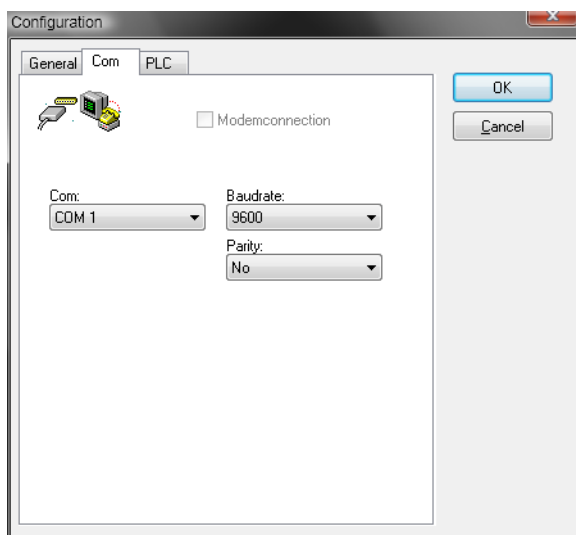 Configuration
General Com PLC
OK
Modemconnection
Cancel
Com: Baudrate:
COM 1 9600
Parity:
No